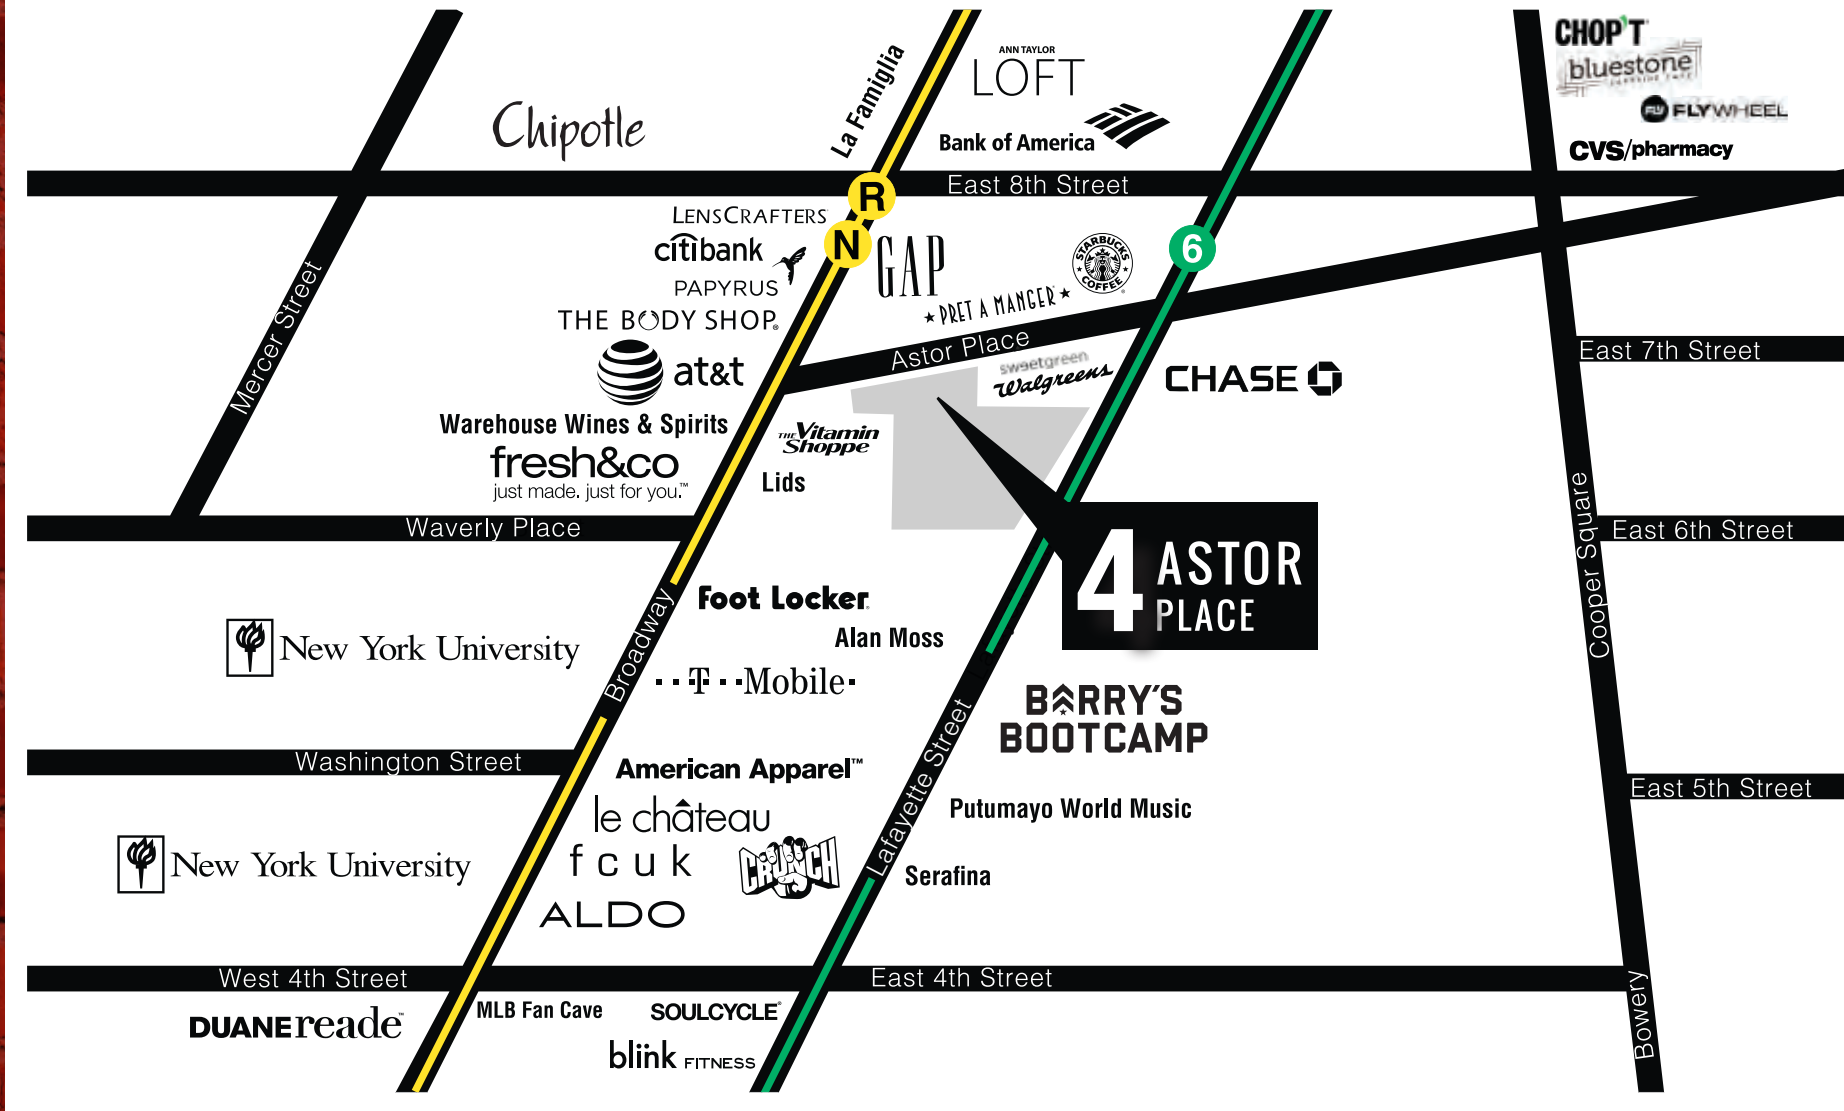 CHOP'T
bluestone
FLYWHEEL
CVS/pharmacy
ANN TAYLOR
LOFT
La Famiglia
Chipotle
Bank of America
East 8th Street
R
N
6
LENSCRAFTERS
citibank
PAPYRUS
THE BODY SHOP®
at&t
GAP
STARBUCKS
COFFEE
PRET A MANGER
Mercer Street
Astor Place
sweetgreen
Walgreens
CHASE
East 7th Street
Warehouse Wines & Spirits
fresh&co
just made. just for you.™
THE Vitamin
Shoppe
Lids
Waverly Place
Cooper Square
East 6th Street
4 ASTOR
PLACE
Foot Locker
Alan Moss
New York University
Broadway
T··Mobile·
BARRY'S
BOOTCAMP
Lafayette Street
Washington Street
American Apparel™
East 5th Street
le château
Putumayo World Music
fcuk
CRUNCH
New York University
Serafina
ALDO
West 4th Street
East 4th Street
DUANEreade™
MLB Fan Cave
SOULCYCLE®
blink FITNESS
Bowery